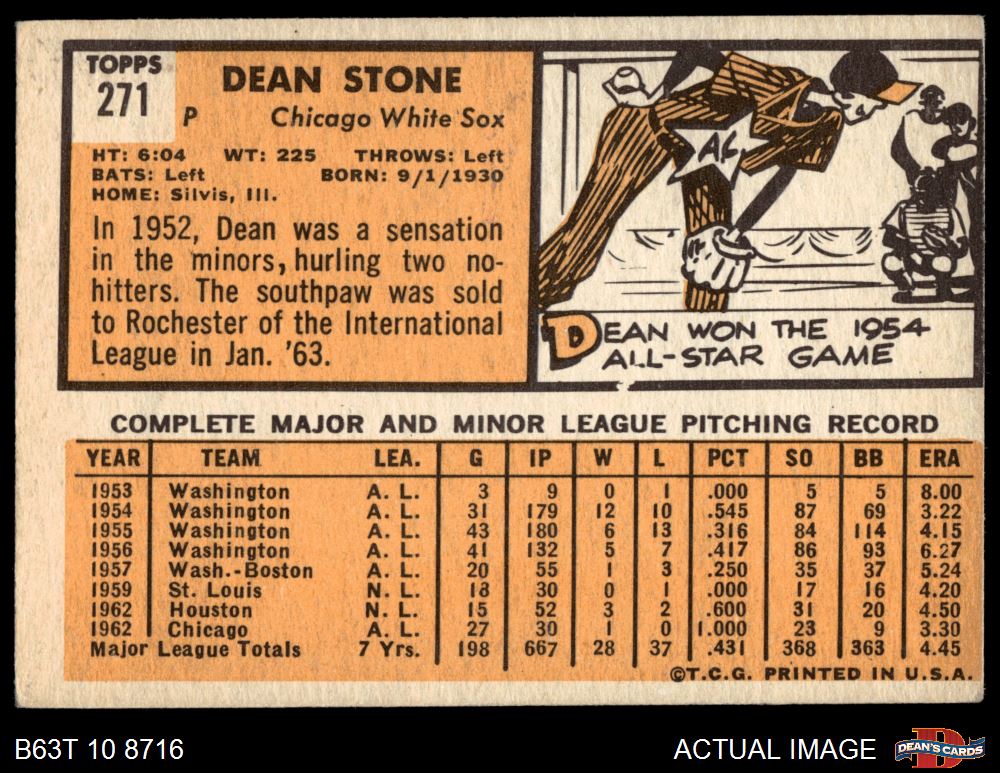 TOPPS
271
P
DEAN STONE
Chicago White Sox
HT: 6:04 WT: 225 THROWS: Left
BATS: Left BORN: 9/1/1930
HOME: Silvis, Ill.
In 1952, Dean was a sensation
in the minors, hurling two no-
hitters. The southpaw was sold
to Rochester of the International
League in Jan. '63.
A.L.
DEAN WON THE 1954
ALL-STAR GAME
COMPLETE MAJOR AND MINOR LEAGUE PITCHING RECORD
YEAR TEAM LEA. G IP W L PCT SO BB ERA
1953 Washington A. L. 3 9 0 1 .000 5 5 8.00
1954 Washington A. L. 31 179 12 10 .545 87 69 3.22
1955 Washington A. L. 43 180 6 13 .316 84 114 4.15
1956 Washington A. L. 41 132 5 7 .417 86 93 6.27
1957 Wash.-Boston A. L. 20 55 1 3 .250 35 37 5.24
1959 St. Louis N. L. 18 30 0 1 .000 17 16 4.20
1962 Houston N. L. 15 52 3 2 .600 31 20 4.50
1962 Chicago A. L. 27 30 1 0 1.000 23 9 3.30
Major League Totals 7 Yrs. 198 667 28 37 .431 368 363 4.45
©T.C.G. PRINTED IN U.S.A.
B63T 10 8716
ACTUAL IMAGE
D
DEAN'S CARDS